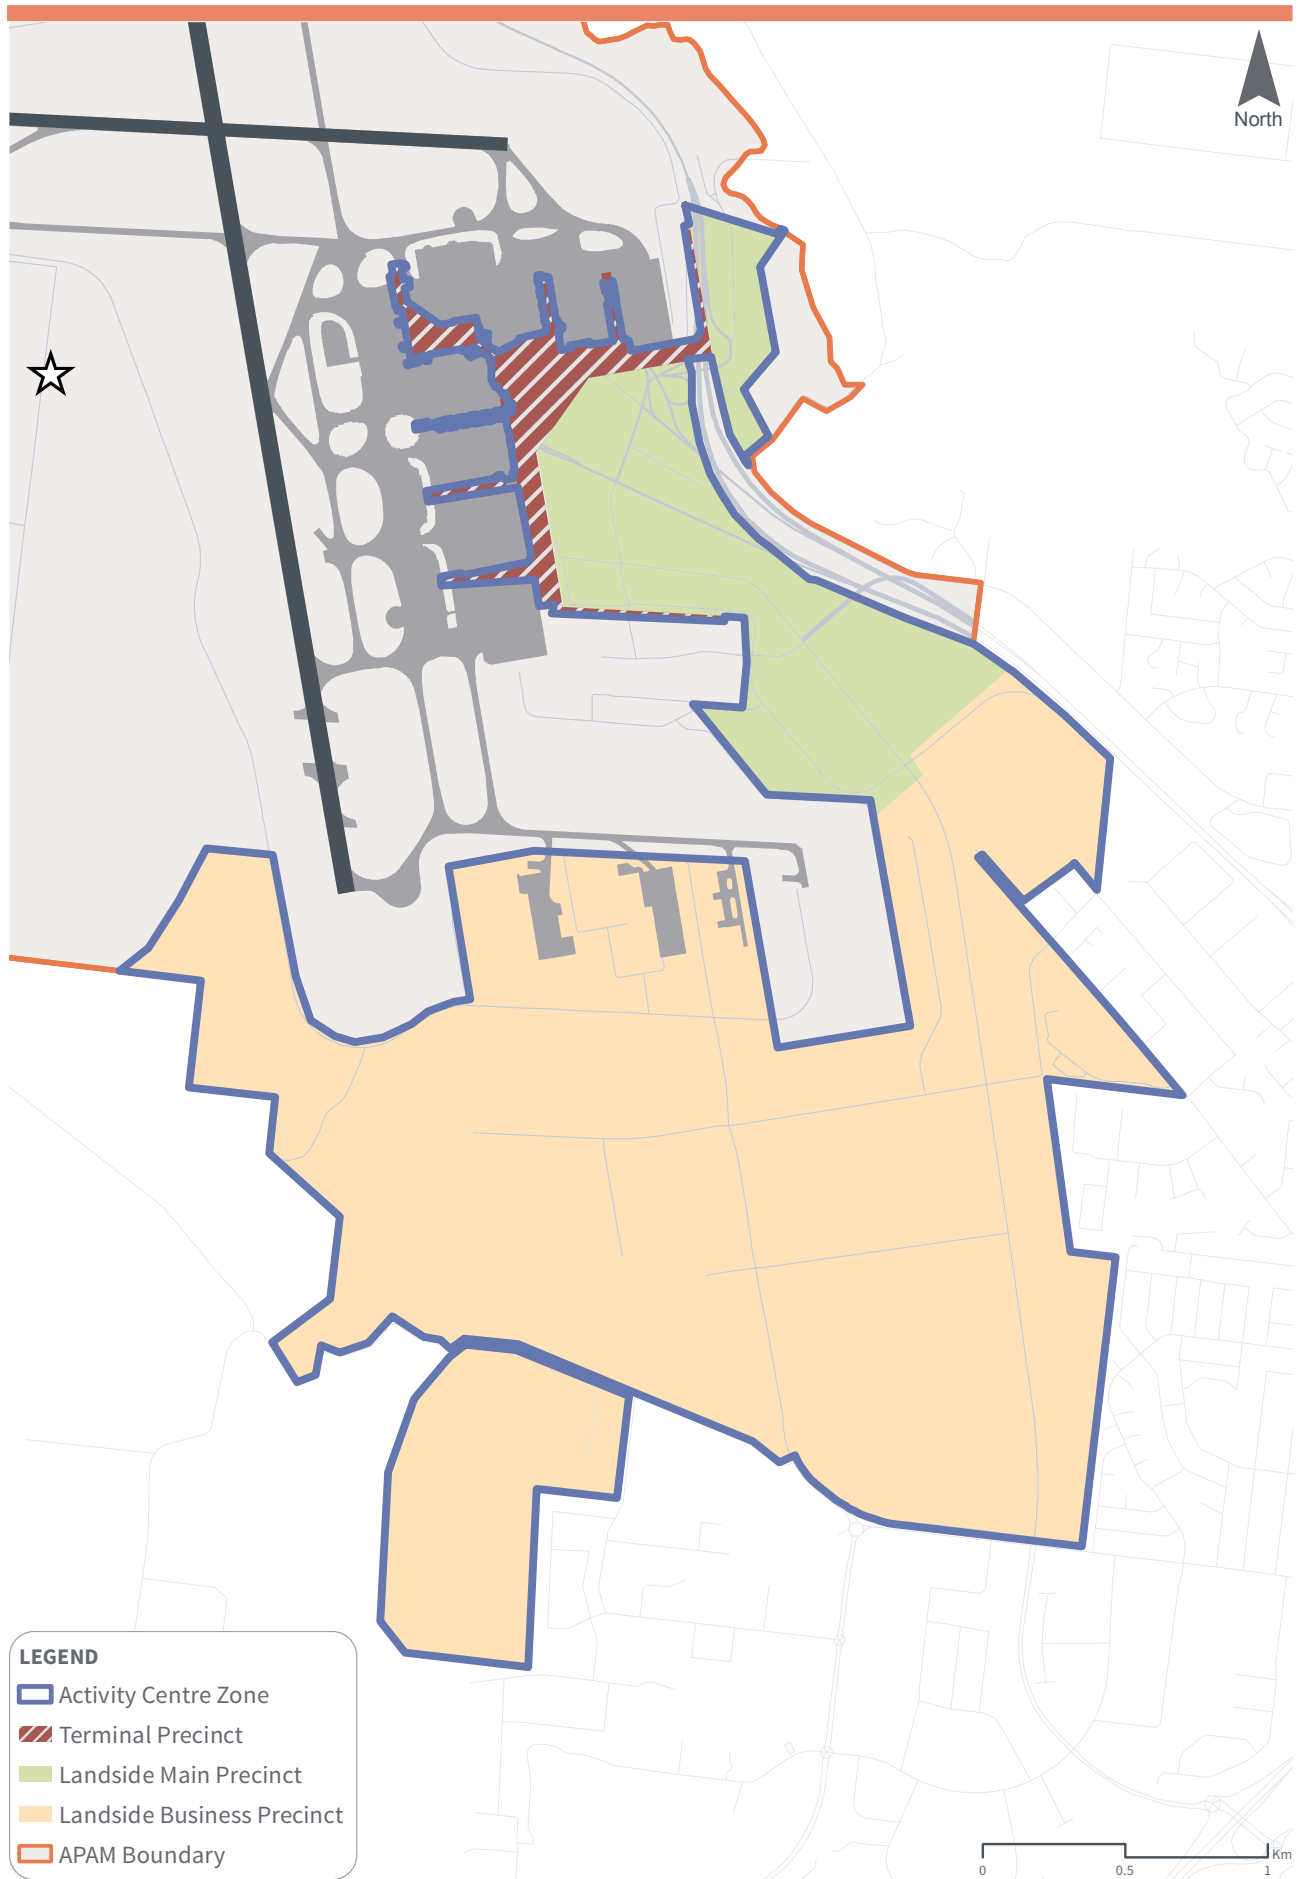 North
LEGEND
Activity Centre Zone
Terminal Precinct
Landside Main Precinct
Landside Business Precinct
APAM Boundary
Km
0 0.5 1